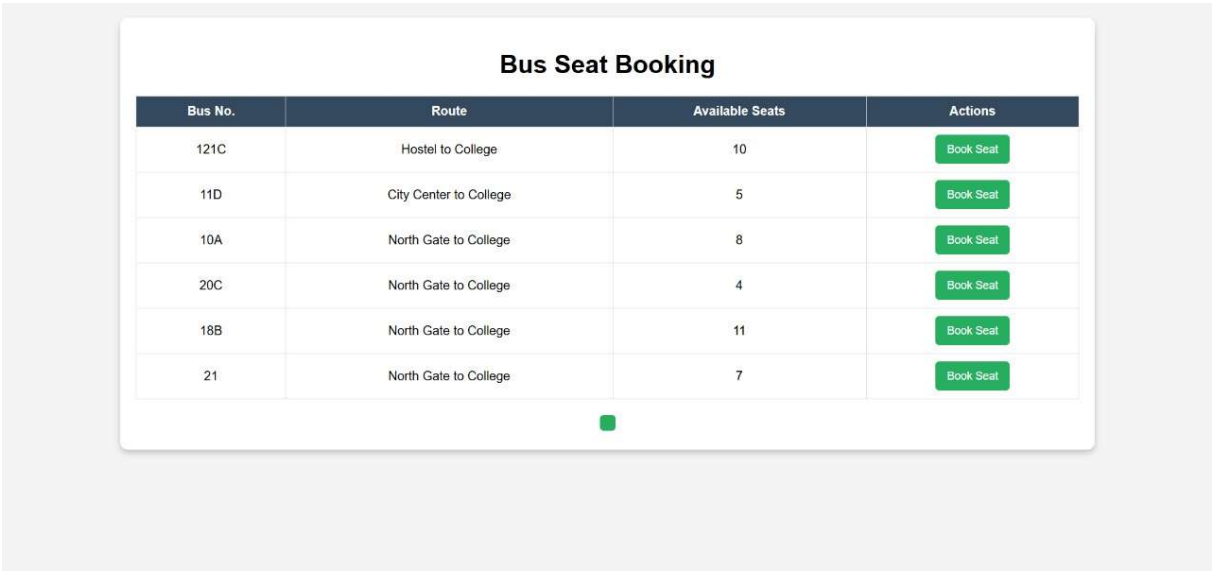 Bus Seat Booking
Bus No. Route Available Seats Actions
121C Hostel to College 10 Book Seat
11D City Center to College 5 Book Seat
10A North Gate to College 8 Book Seat
20C North Gate to College 4 Book Seat
18B North Gate to College 11 Book Seat
21 North Gate to College 7 Book Seat